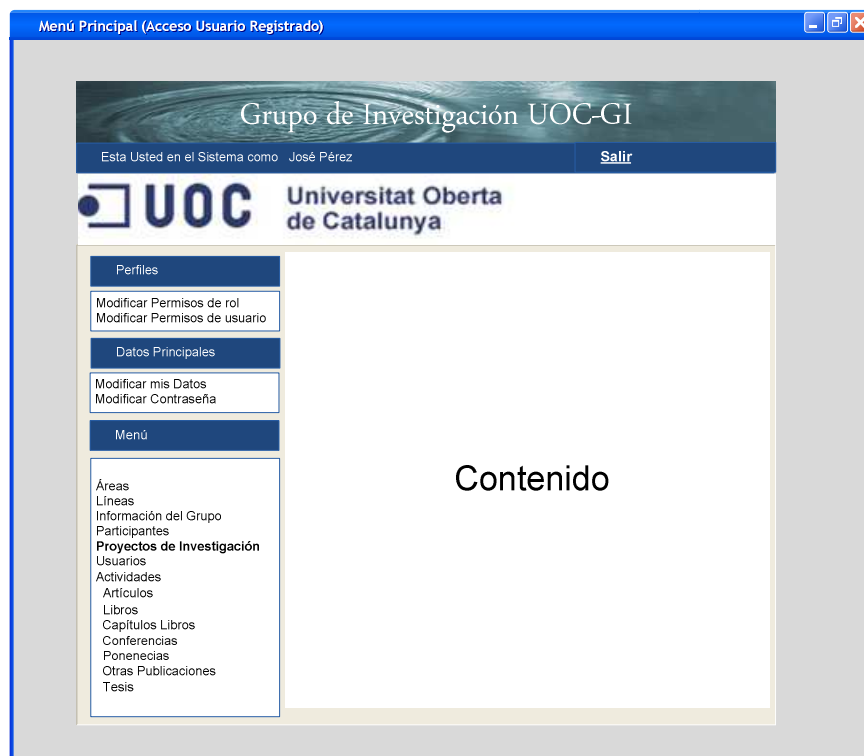 Menú Principal (Acceso Usuario Registrado)
Grupo de Investigación UOC-GI
Esta Usted en el Sistema como José Pérez
Salir
UOC
Universitat Oberta
de Catalunya
Perfiles
Modificar Permisos de rol
Modificar Permisos de usuario
Datos Principales
Modificar mis Datos
Modificar Contraseña
Menú
Áreas
Líneas
Información del Grupo
Participantes
Proyectos de Investigación
Usuarios
Actividades
Artículos
Libros
Capítulos Libros
Conferencias
Ponenecias
Otras Publicaciones
Tesis
Contenido